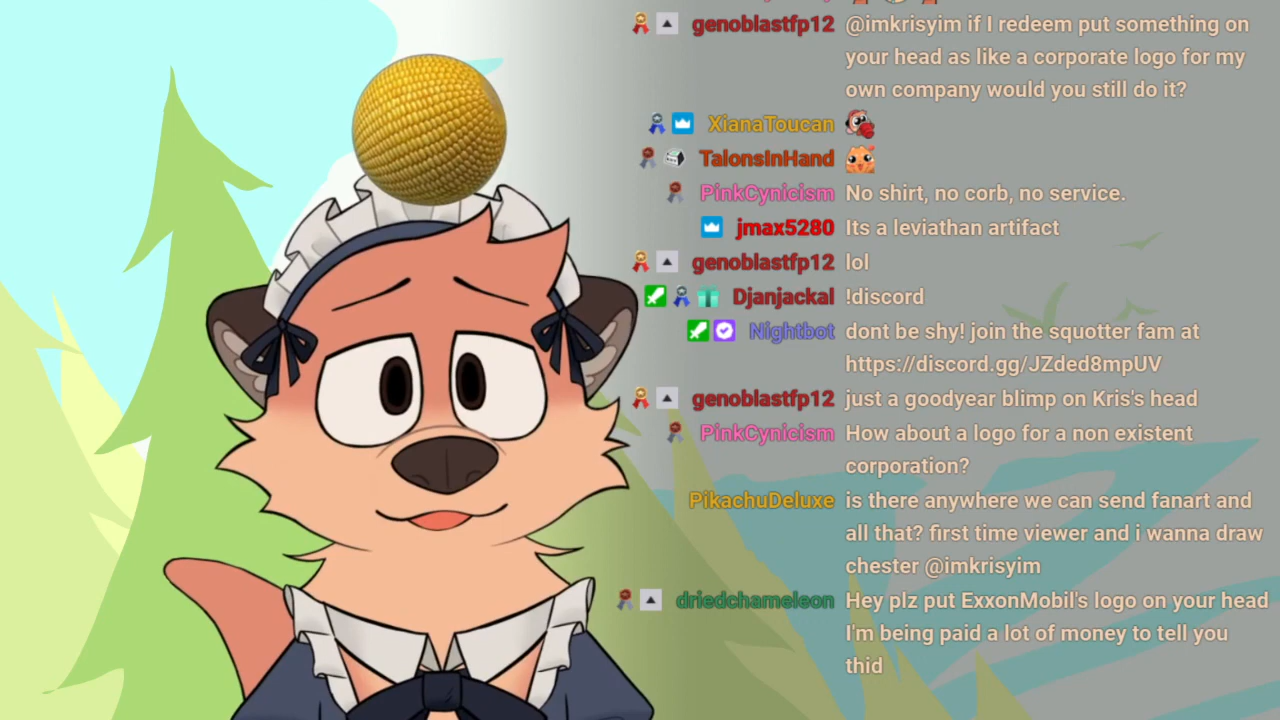 genoblastfp12 @imkrisyim if I redeem put something on
your head as like a corporate logo for my
own company would you still do it?
XianaToucan
TalonsInHand
PinkCynicism No shirt, no corb, no service.
jmax5280 Its a leviathan artifact
genoblastfp12 lol
Djanjackal !discord
Nightbot dont be shy! join the squotter fam at
https://discord.gg/JZded8mpUV
genoblastfp12 just a goodyear blimp on Kris's head
PinkCynicism How about a logo for a non existent
corporation?
PikachuDeluxe is there anywhere we can send fanart and
all that? first time viewer and i wanna draw
chester @imkrisyim
driedchameleon Hey plz put ExxonMobil's logo on your head
I'm being paid a lot of money to tell you
thid